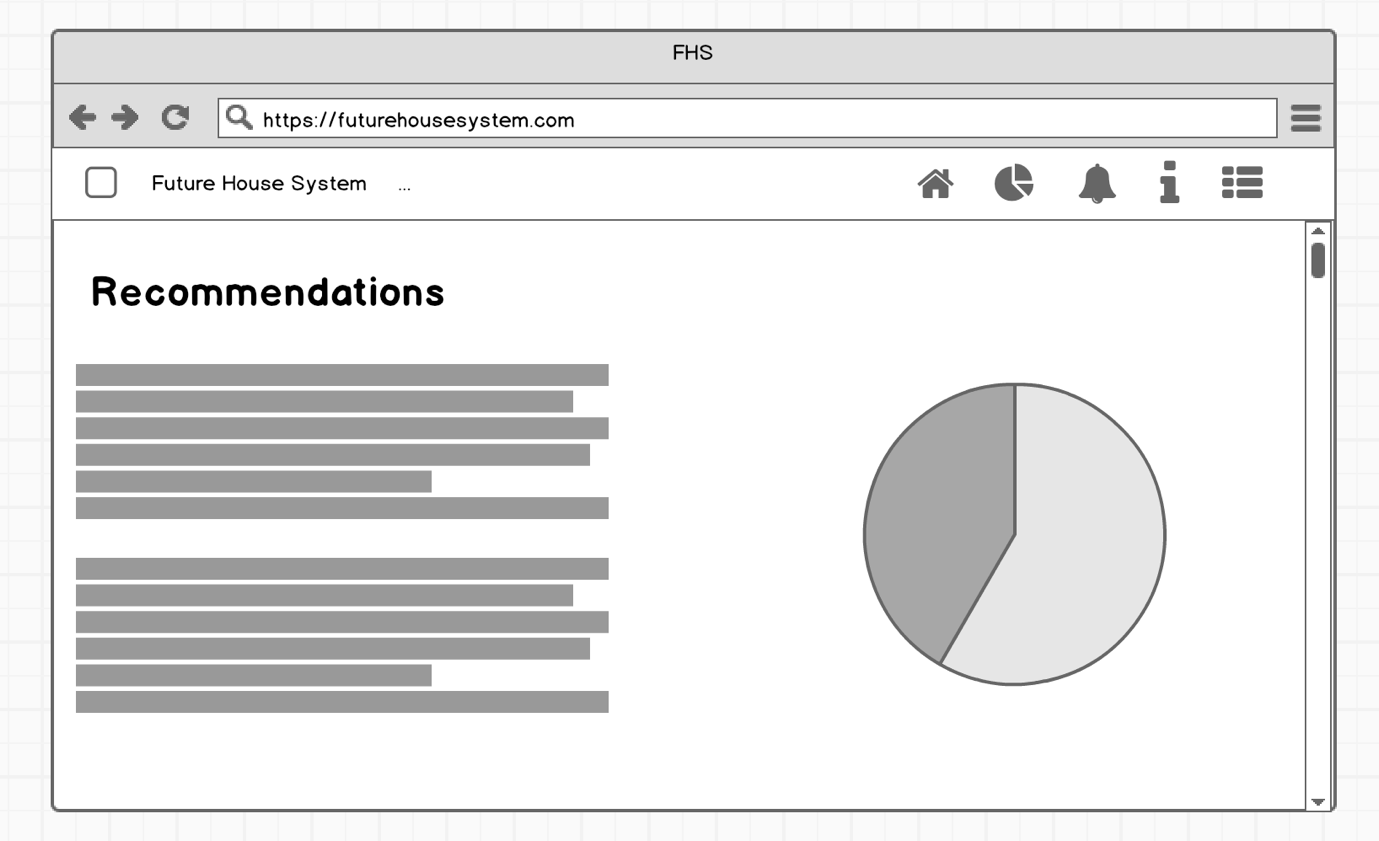 FHS
https://futurehousesystem.com
Future House System ...
Recommendations